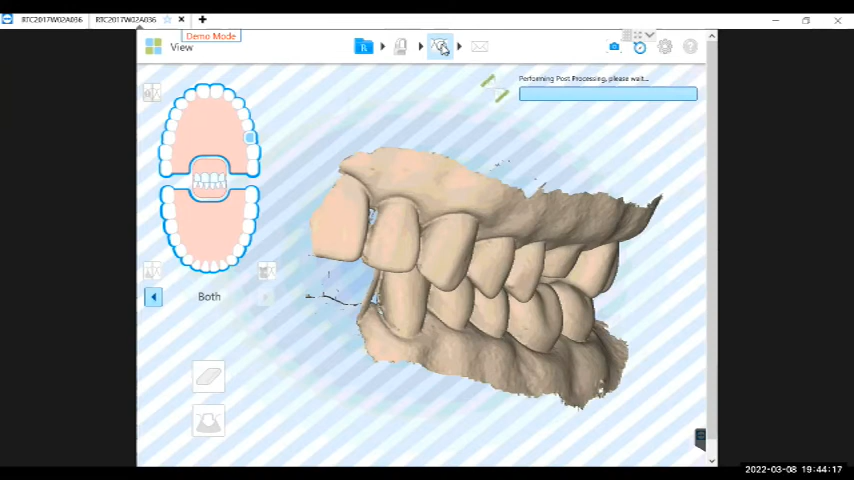 RTC2017W02A036
RTC2017W02A036
Demo Mode
View
Performing Post Processing, please wait...
Both
2022-03-08 19:44:17